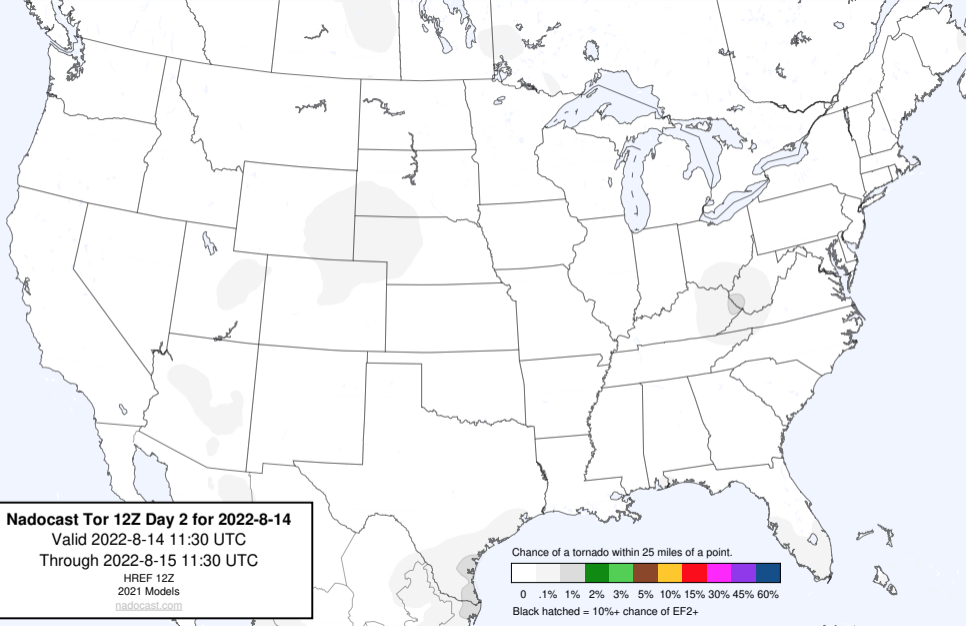 Nadocast Tor 12Z Day 2 for 2022-8-14
Valid 2022-8-14 11:30 UTC
Through 2022-8-15 11:30 UTC
HREF 12Z
2021 Models
nadocast.com
Chance of a tornado within 25 miles of a point.
0 .1% 1% 2% 3% 5% 10% 15% 30% 45% 60%
Black hatched = 10%+ chance of EF2+